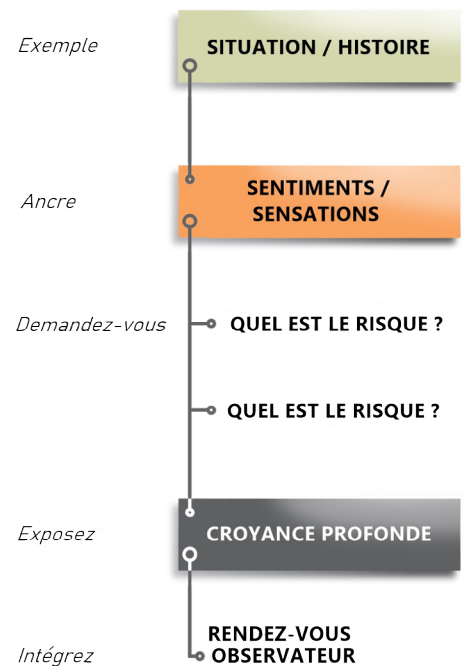 Exemple
SITUATION / HISTOIRE
Ancre
SENTIMENTS /
SENSATIONS
Demandez-vous
QUEL EST LE RISQUE ?
QUEL EST LE RISQUE ?
Exposez
CROYANCE PROFONDE
Intégrez
RENDEZ-VOUS
OBSERVATEUR